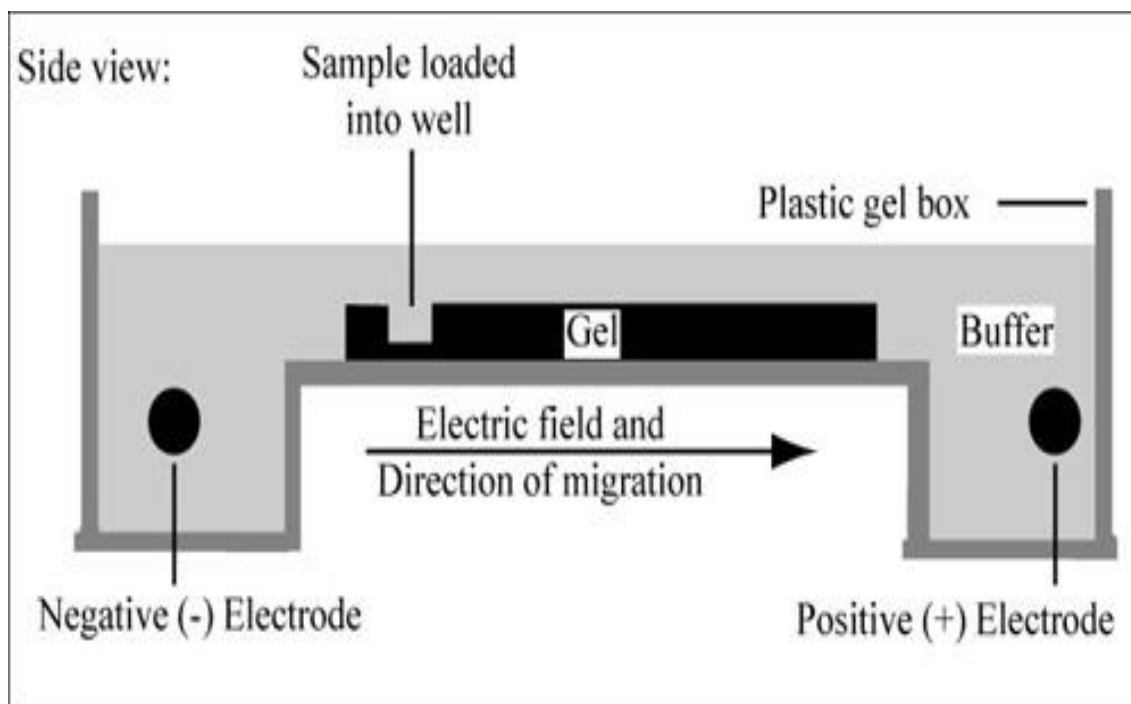 Side view:
Sample loaded
into well
Plastic gel box
Gel
Buffer
Electric field and
Direction of migration
Negative (-) Electrode
Positive (+) Electrode